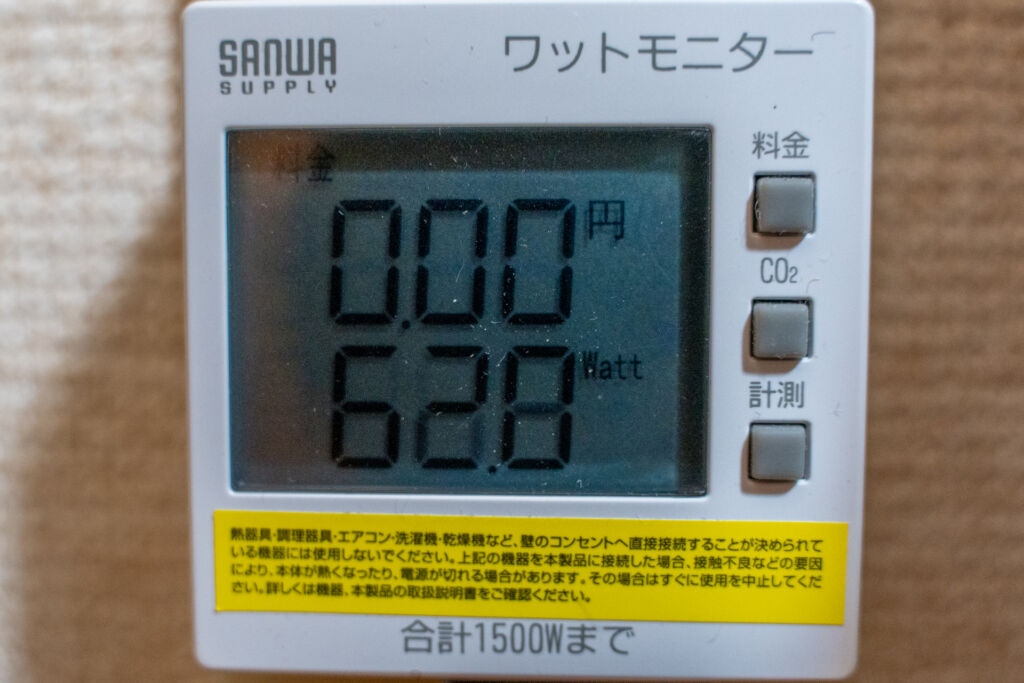 SANWA
SUPPLY
ワットモニター
料金
料金
0.00円
CO2
62.8 Watt
計測
熱器具・調理器具・エアコン・洗濯機・乾燥機など、壁のコンセントへ直接接続することが決められて
いる機器には使用しないでください。上記の機器を本製品に接続した場合、接触不良などの要因
により、本体が熱くなったり、電源が切れる場合があります。その場合はすぐに使用を中止してくだ
さい。詳しくは機器、本製品の取扱説明書をご確認ください。
合計1500Wまで